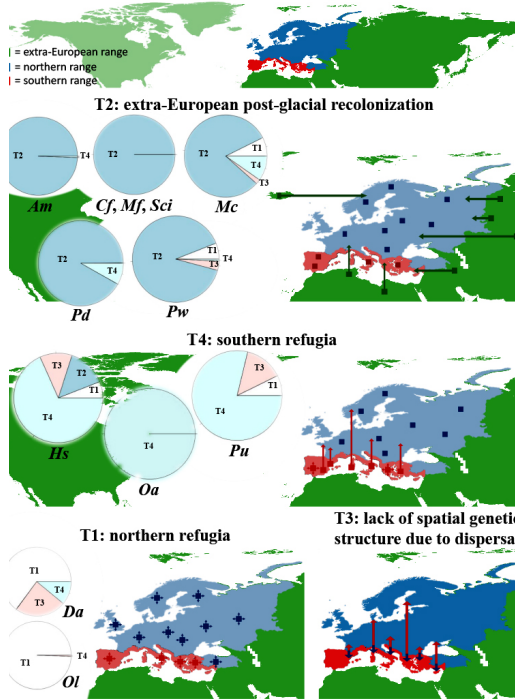 = extra-European range
= northern range
= southern range
T2: extra-European post-glacial recolonization
T2
T4
Am
T2
Cf, Mf, Sci
T2
T1
T4
T3
Mc
T2
T4
Pd
T2
T1
T4
T3
Pw
T4: southern refugia
T3
T2
T1
T4
Hs
T4
Oa
T3
T1
T4
Pu
T1: northern refugia
T3: lack of spatial genetic
structure due to dispersa
T1
T4
T3
Da
T1
T4
Ol